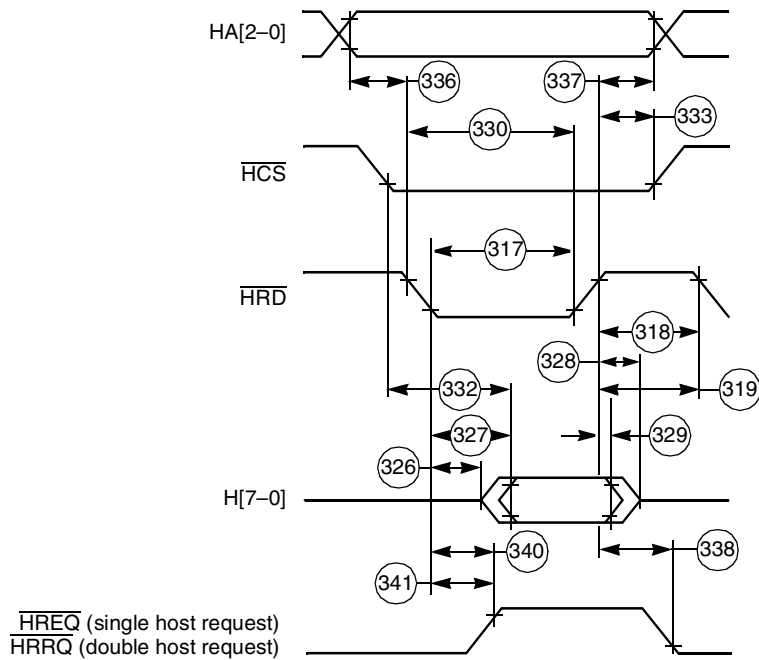 HA[2–0]
336
337
333
330
HCS
317
HRD
318
328
332
319
327
329
326
H[7–0]
340
338
341
HREQ (single host request)
HRRQ (double host request)